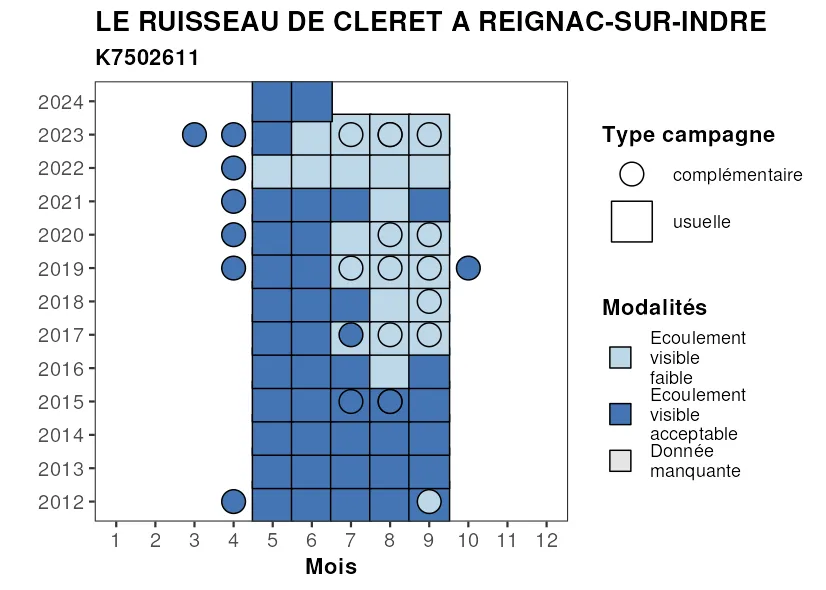 LE RUISSEAU DE CLERET A REIGNAC-SUR-INDRE
K7502611
2024
2023
2022
2021
2020
2019
2018
2017
2016
2015
2014
2013
2012
1 2 3 4 5 6 7 8 9 10 11 12
Mois
Type campagne
complémentaire
usuelle
Modalités
Ecoulement
visible
faible
Ecoulement
visible
acceptable
Donnée
manquante